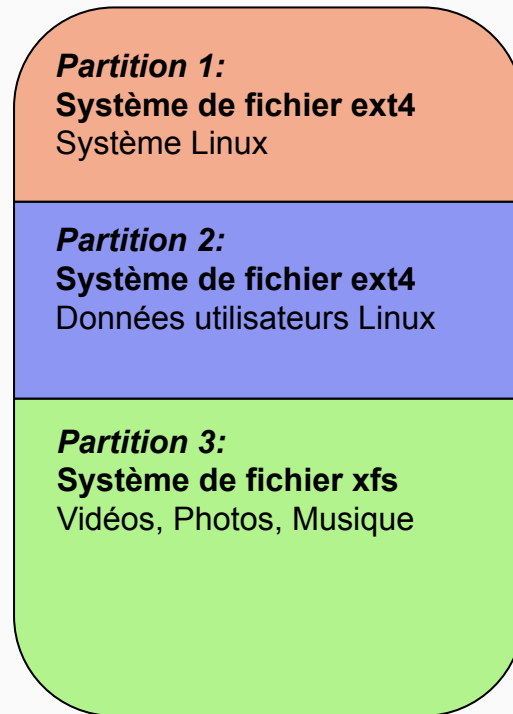 Partition 1:
Système de fichier ext4
Système Linux
Partition 2:
Système de fichier ext4
Données utilisateurs Linux
Partition 3:
Système de fichier xfs
Vidéos, Photos, Musique